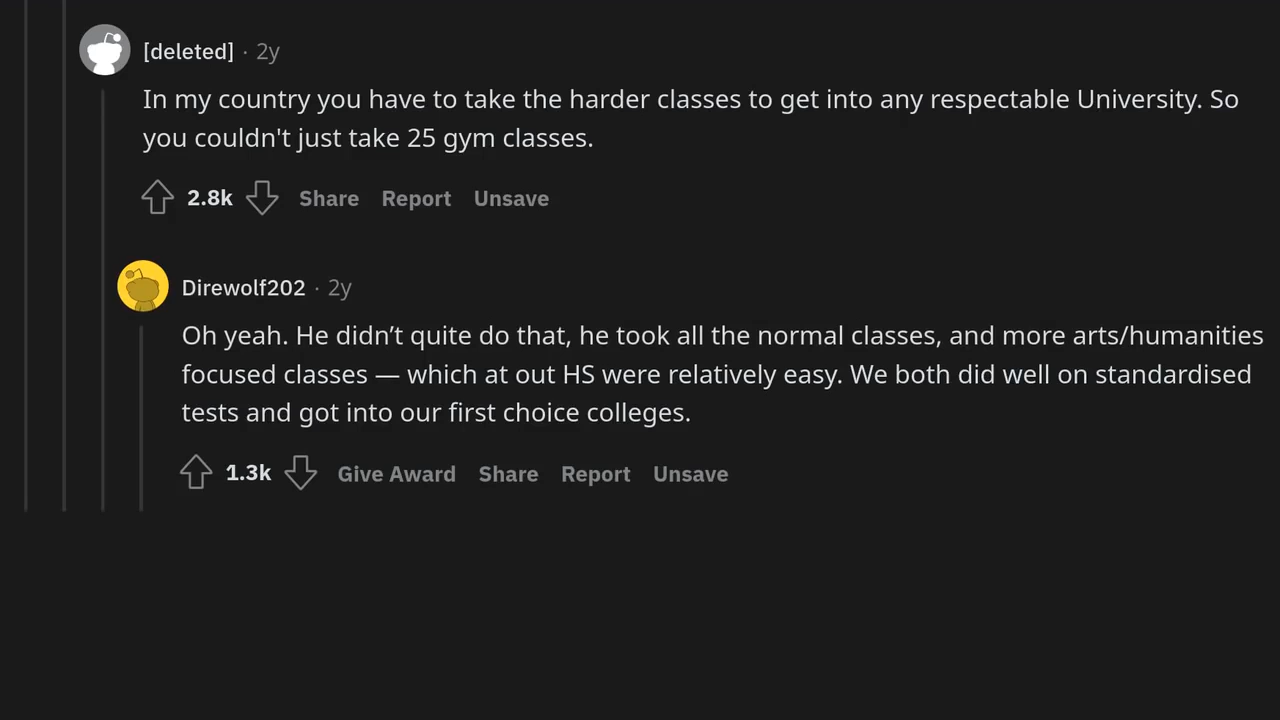 [deleted] · 2y
In my country you have to take the harder classes to get into any respectable University. So
you couldn't just take 25 gym classes.
2.8k Share Report Unsave
Direwolf202 · 2y
Oh yeah. He didn’t quite do that, he took all the normal classes, and more arts/humanities
focused classes — which at out HS were relatively easy. We both did well on standardised
tests and got into our first choice colleges.
1.3k Give Award Share Report Unsave